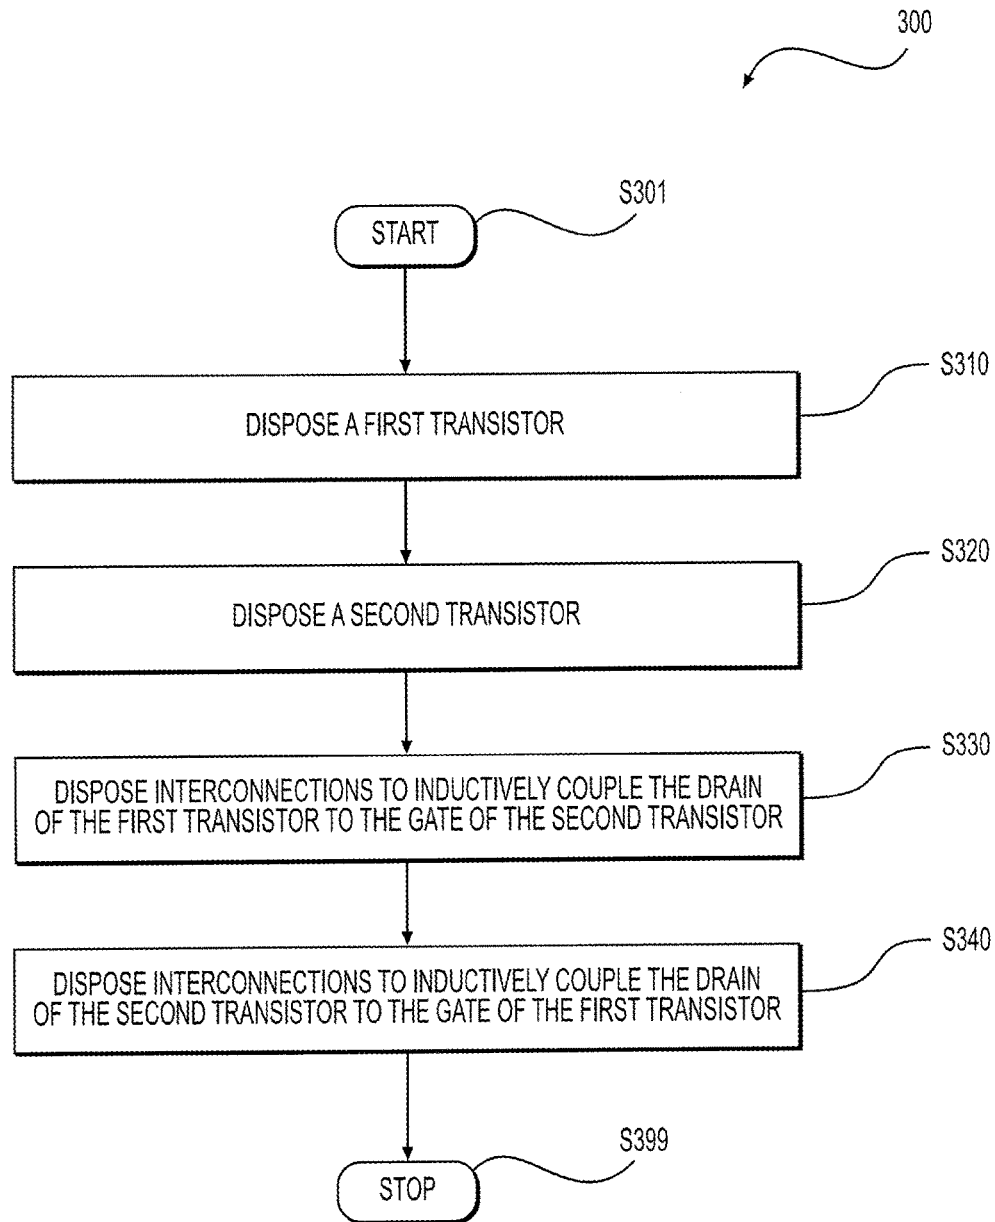 300
S301
START
S310
DISPOSE A FIRST TRANSISTOR
S320
DISPOSE A SECOND TRANSISTOR
S330
DISPOSE INTERCONNECTIONS TO INDUCTIVELY COUPLE THE DRAIN
OF THE FIRST TRANSISTOR TO THE GATE OF THE SECOND TRANSISTOR
S340
DISPOSE INTERCONNECTIONS TO INDUCTIVELY COUPLE THE DRAIN
OF THE SECOND TRANSISTOR TO THE GATE OF THE FIRST TRANSISTOR
S399
STOP